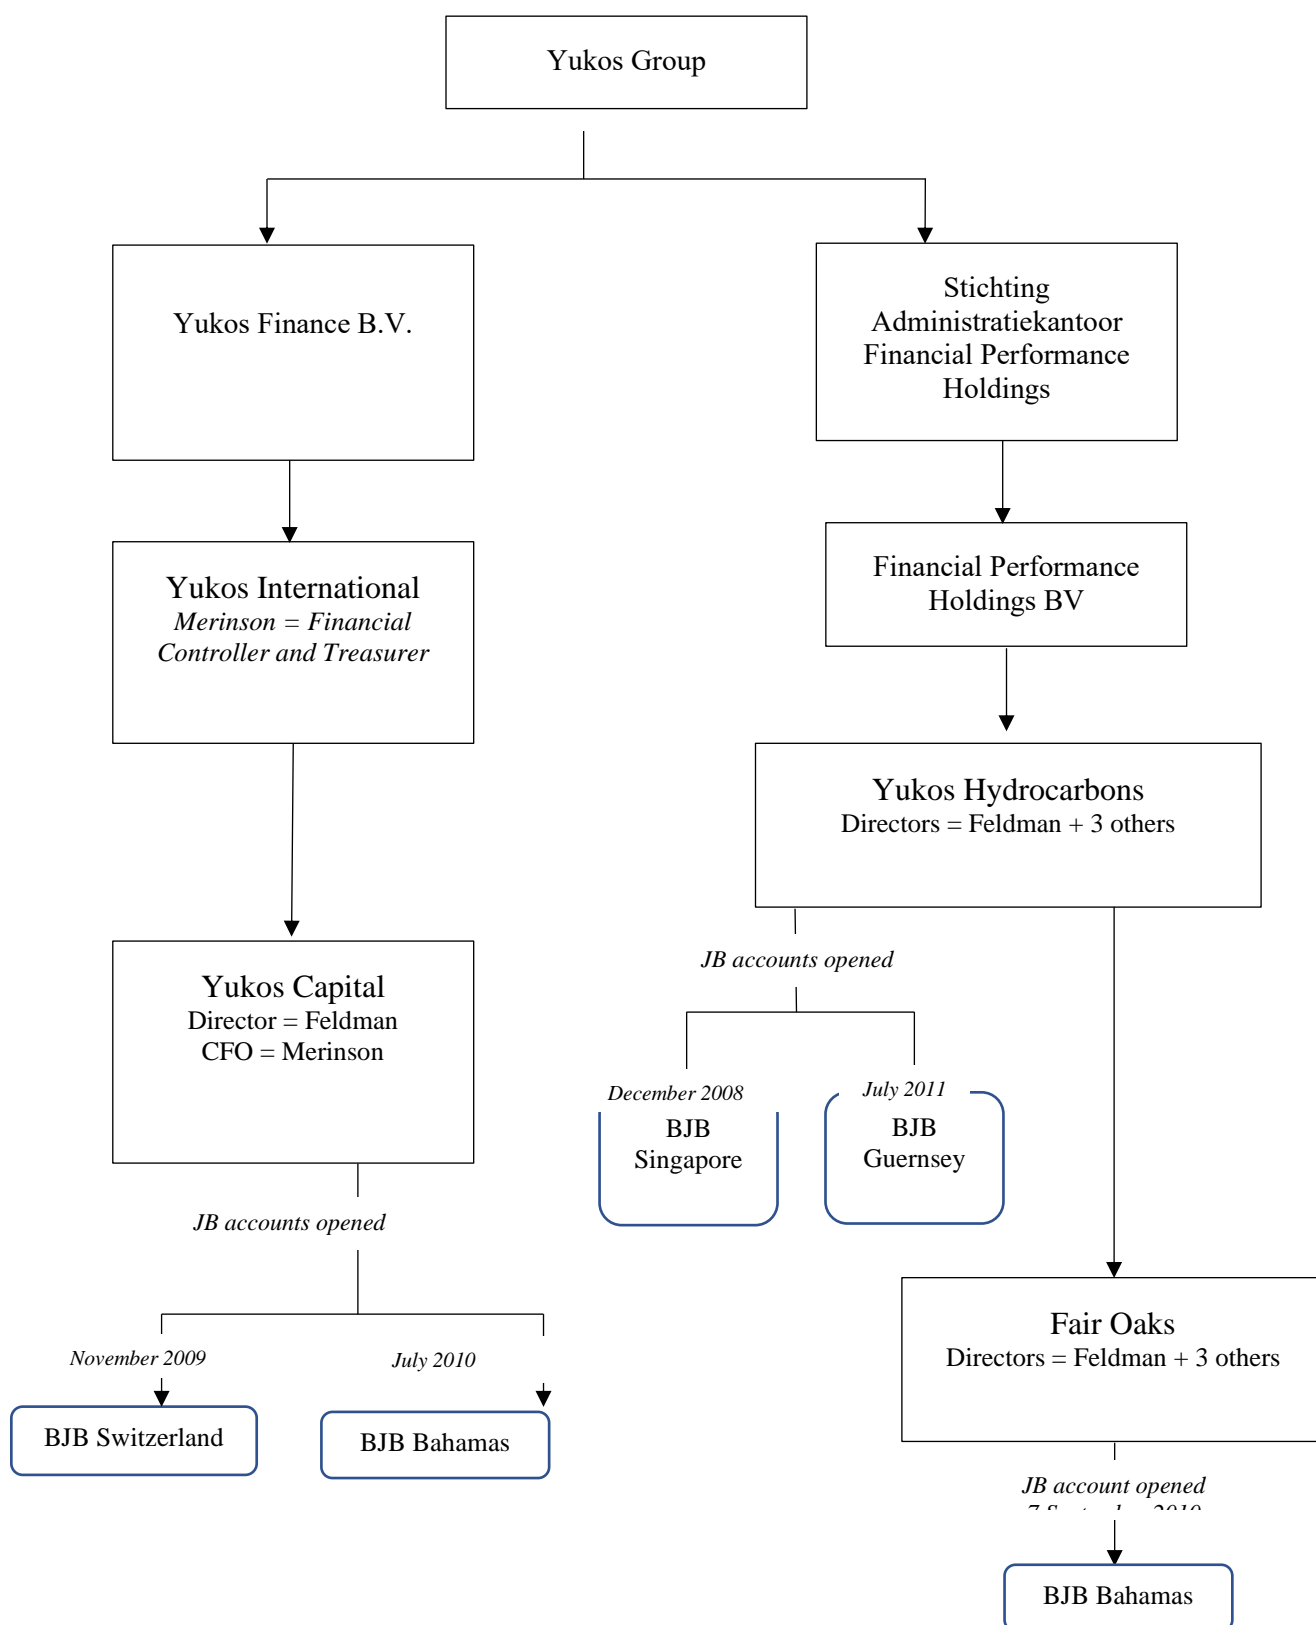 Yukos Group
Yukos Finance B.V.
Stichting
Administratiekantoor
Financial Performance
Holdings
Yukos International
Merinson = Financial
Controller and Treasurer
Financial Performance
Holdings BV
Yukos Hydrocarbons
Directors = Feldman + 3 others
Yukos Capital
Director = Feldman
CFO = Merinson
JB accounts opened
December 2008
BJB
Singapore
July 2011
BJB
Guernsey
JB accounts opened
November 2009
BJB Switzerland
July 2010
BJB Bahamas
Fair Oaks
Directors = Feldman + 3 others
JB account opened
BJB Bahamas